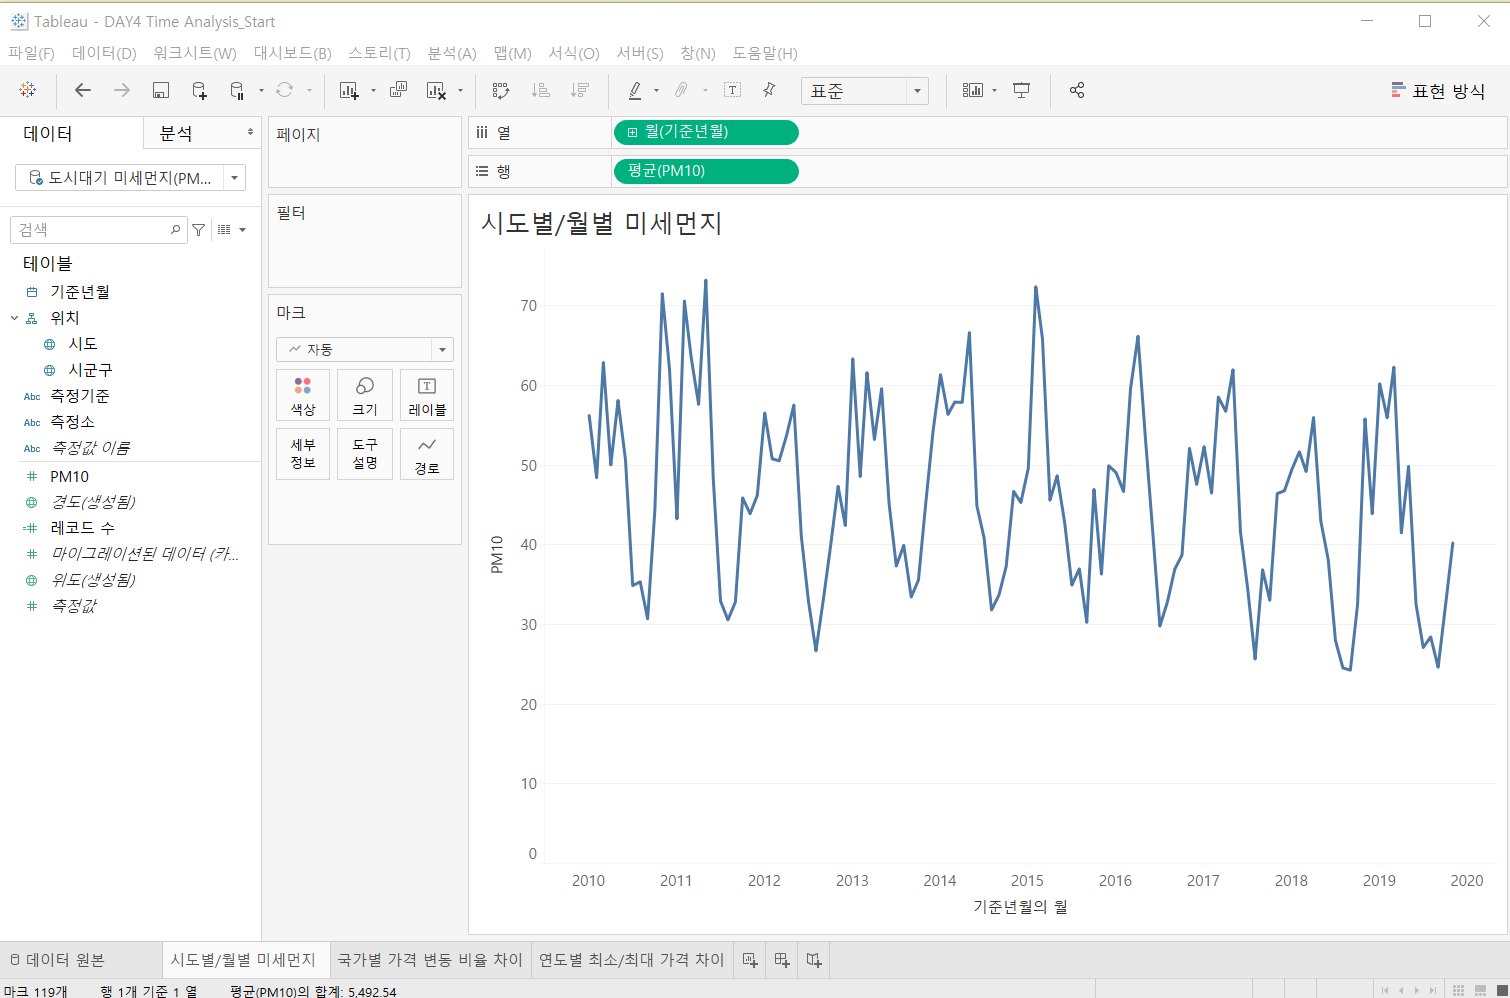 Tableau - DAY4 Time Analysis_Start
파일(F) 데이터(D) 워크시트(W) 대시보드(B) 스토리(T) 분석(A) 맵(M) 서식(O) 서버(S) 창(N) 도움말(H)
표준
표현 방식
데이터 분석
도시대기 미세먼지(PM...
검색
테이블
기준년월
위치
시도
시군구
Abc 측정기준
Abc 측정소
Abc 측정값 이름
PM10
경도(생성됨)
레코드 수
마이그레이션된 데이터 (카...
위도(생성됨)
측정값
페이지
필터
마크
자동
색상 크기 레이블
세부 정보
도구 설명
경로
열 월(기준년월)
행 평균(PM10)
시도별/월별 미세먼지
PM10
70
60
50
40
30
20
10
0
2010 2011 2012 2013 2014 2015 2016 2017 2018 2019 2020
기준년월의 월
데이터 원본 시도별/월별 미세먼지 국가별 가격 변동 비율 차이 연도별 최소/최대 가격 차이
마크 119개 행 1개 기준 1 열 평균(PM10)의 합계: 5,492.54